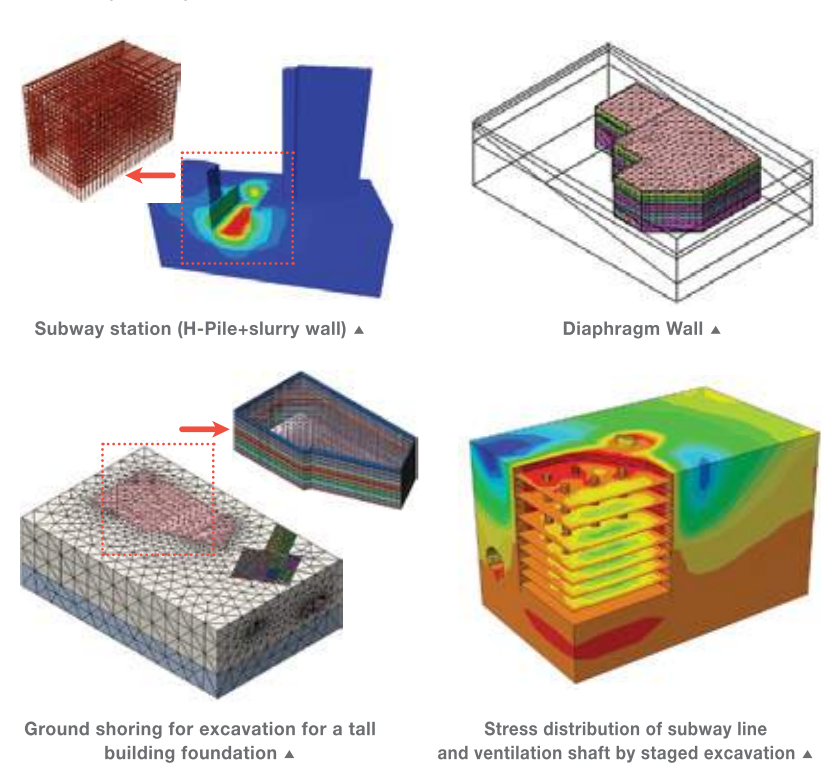 Subway station (H-Pile+slurry wall) ▲
Diaphragm Wall ▲
Ground shoring for excavation for a tall
building foundation ▲
Stress distribution of subway line
and ventilation shaft by staged excavation ▲